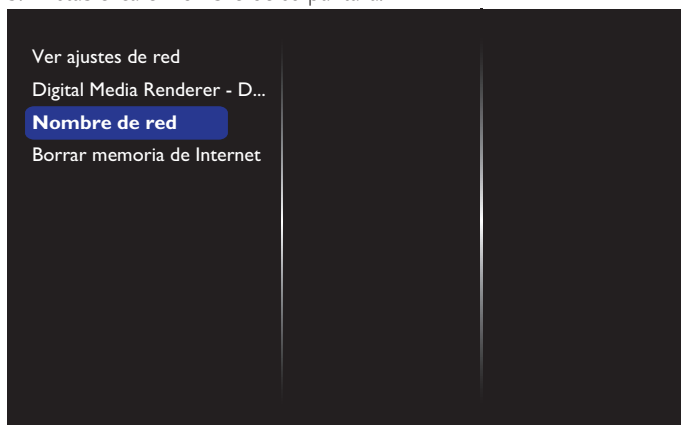 Ver ajustes de red
Digital Media Renderer - D...
Nombre de red
Borrar memoria de Internet